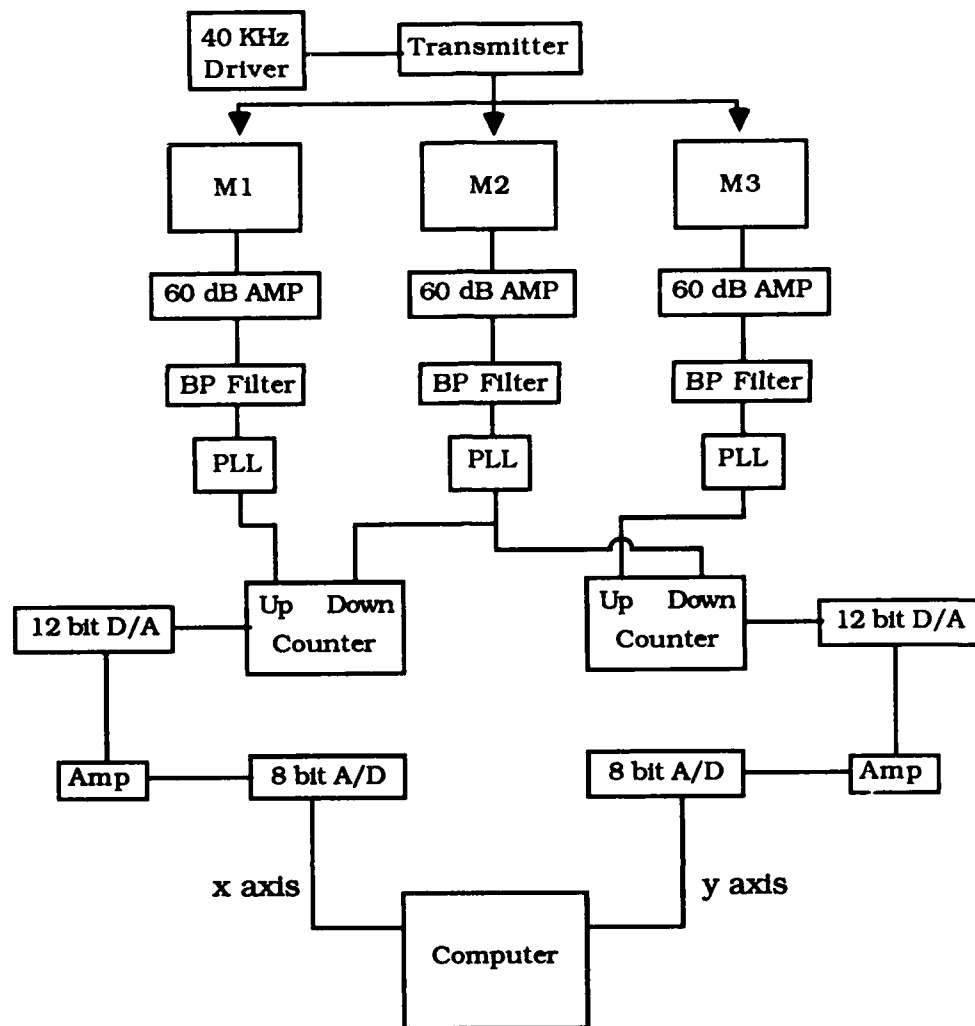 40 KHz
Driver
Transmitter
M1
M2
M3
60 dB AMP
60 dB AMP
60 dB AMP
BP Filter
BP Filter
BP Filter
PLL
PLL
PLL
Up Down
Counter
Up Down
Counter
12 bit D/A
12 bit D/A
Amp
8 bit A/D
8 bit A/D
Amp
x axis
y axis
Computer